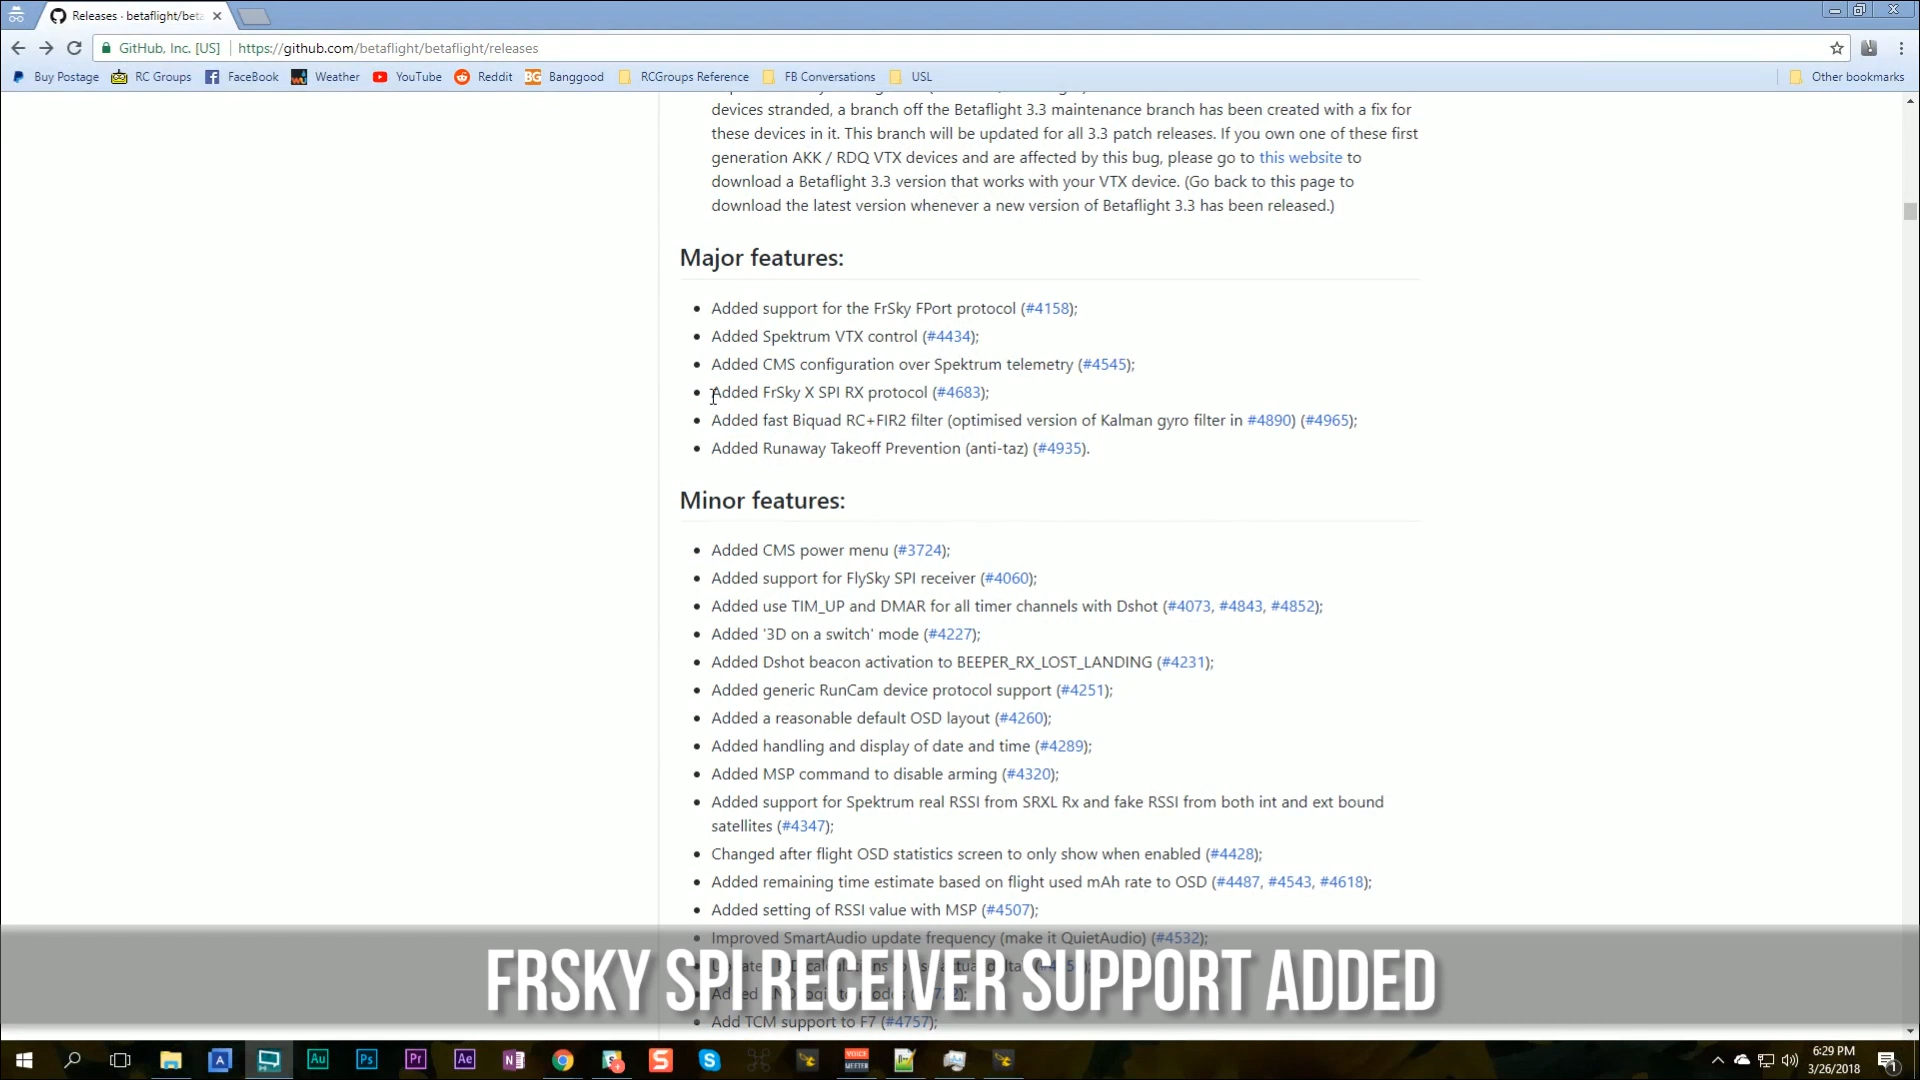 Releases · betaflight/beta
GitHub, Inc. [US] https://github.com/betaflight/betaflight/releases
Buy Postage RC Groups FaceBook Weather YouTube Reddit BG Banggood RCGroups Reference FB Conversations USL Other bookmarks
devices stranded, a branch off the Betaflight 3.3 maintenance branch has been created with a fix for
these devices in it. This branch will be updated for all 3.3 patch releases. If you own one of these first
generation AKK / RDQ VTX devices and are affected by this bug, please go to this website to
download a Betaflight 3.3 version that works with your VTX device. (Go back to this page to
download the latest version whenever a new version of Betaflight 3.3 has been released.)
Major features:
Added support for the FrSky FPort protocol (#4158);
Added Spektrum VTX control (#4434);
Added CMS configuration over Spektrum telemetry (#4545);
Added FrSky X SPI RX protocol (#4683);
Added fast Biquad RC+FIR2 filter (optimised version of Kalman gyro filter in #4890) (#4965);
Added Runaway Takeoff Prevention (anti-taz) (#4935).
Minor features:
Added CMS power menu (#3724);
Added support for FlySky SPI receiver (#4060);
Added use TIM_UP and DMAR for all timer channels with Dshot (#4073, #4843, #4852);
Added '3D on a switch' mode (#4227);
Added Dshot beacon activation to BEEPER_RX_LOST_LANDING (#4231);
Added generic RunCam device protocol support (#4251);
Added a reasonable default OSD layout (#4260);
Added handling and display of date and time (#4289);
Added MSP command to disable arming (#4320);
Added support for Spektrum real RSSI from SRXL Rx and fake RSSI from both int and ext bound
satellites (#4347);
Changed after flight OSD statistics screen to only show when enabled (#4428);
Added remaining time estimate based on flight used mAh rate to OSD (#4487, #4543, #4618);
Added setting of RSSI value with MSP (#4507);
Improved SmartAudio update frequency (make it QuietAudio) (#4532);
FRSKY SPI RECEIVER SUPPORT ADDED
Add TCM support to F7 (#4757);
Au Ps Pr Ae N VOICE MEETER
6:29 PM
3/26/2018
1